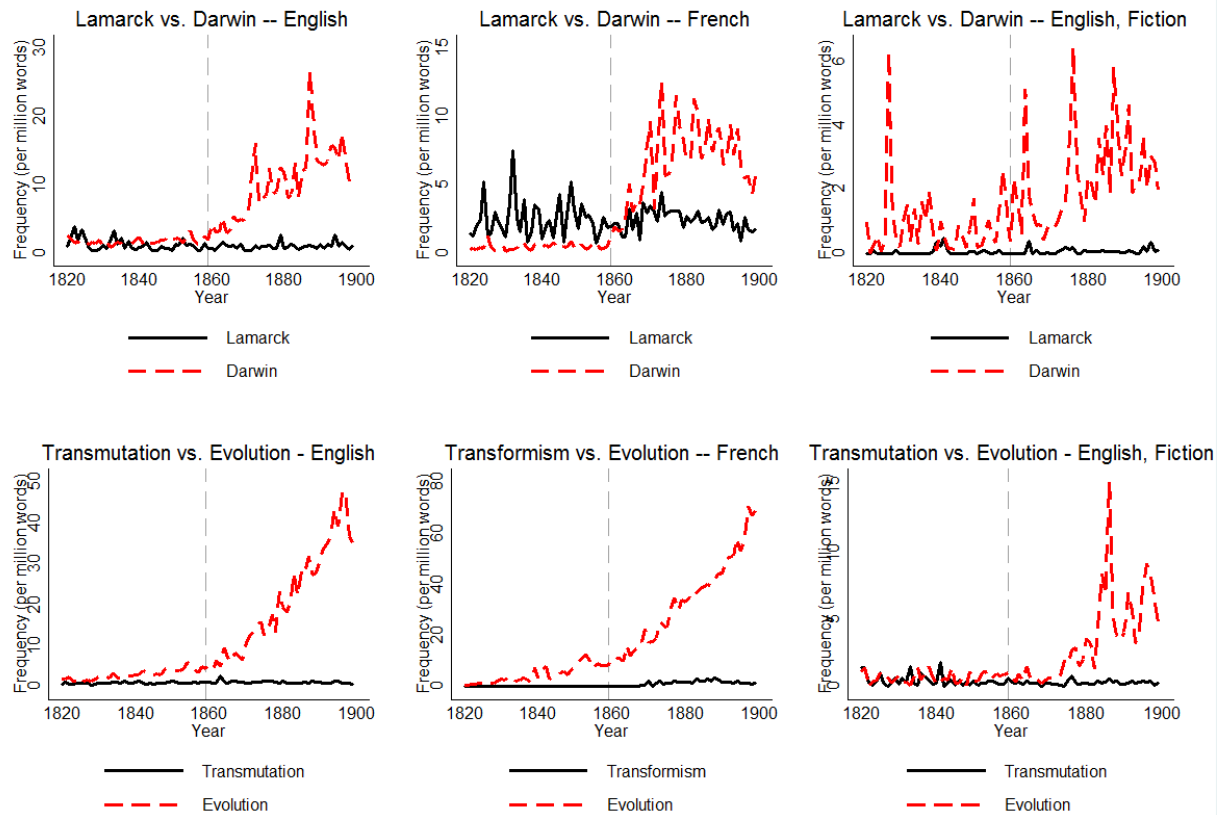 Lamarck vs. Darwin -- English
Frequency (per million words)
0 10 20 30
1820 1840 1860 1880 1900
Year
Lamarck
Darwin
Lamarck vs. Darwin -- French
Frequency (per million words)
0 5 10 15
1820 1840 1860 1880 1900
Year
Lamarck
Darwin
Lamarck vs. Darwin -- English, Fiction
Frequency (per million words)
0 2 4 6
1820 1840 1860 1880 1900
Year
Lamarck
Darwin
Transmutation vs. Evolution - English
Frequency (per million words)
0 10 20 30 40 50
1820 1840 1860 1880 1900
Year
Transmutation
Evolution
Transformism vs. Evolution -- French
Frequency (per million words)
0 20 40 60 80
1820 1840 1860 1880 1900
Year
Transformism
Evolution
Transmutation vs. Evolution - English, Fiction
Frequency (per million words)
0 5 10 15
1820 1840 1860 1880 1900
Year
Transmutation
Evolution